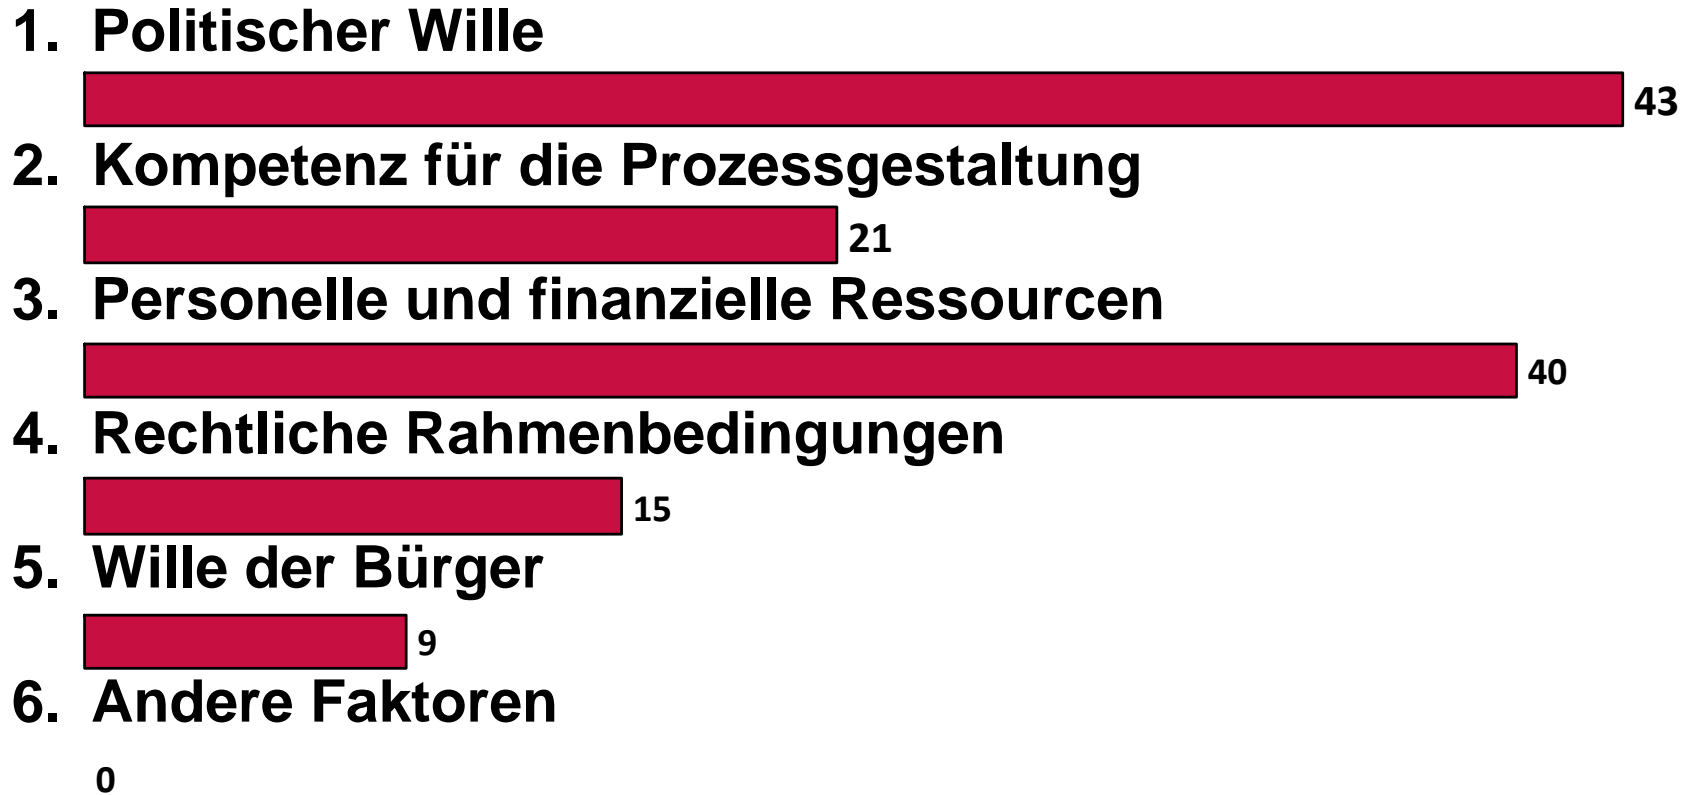 1. Politischer Wille
43
2. Kompetenz für die Prozessgestaltung
21
3. Personelle und finanzielle Ressourcen
40
4. Rechtliche Rahmenbedingungen
15
5. Wille der Bürger
9
6. Andere Faktoren
0